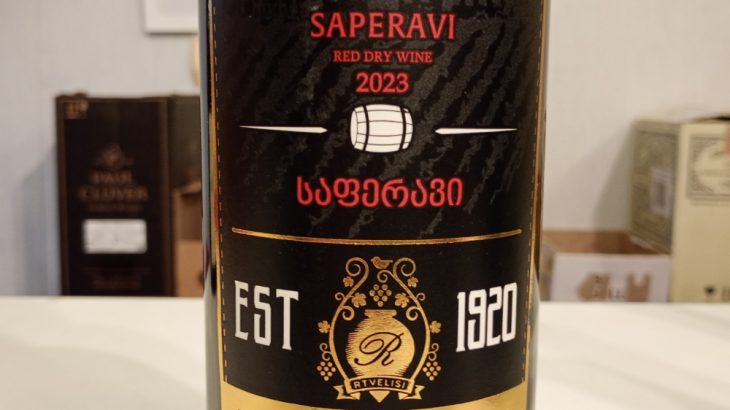 SAPERAVI
RED DRY WINE
2023
ᲡᲐᲤᲔᲠᲐᲕᲘ
EST 1920
R
RTVELISI
PAUL
CLUVER